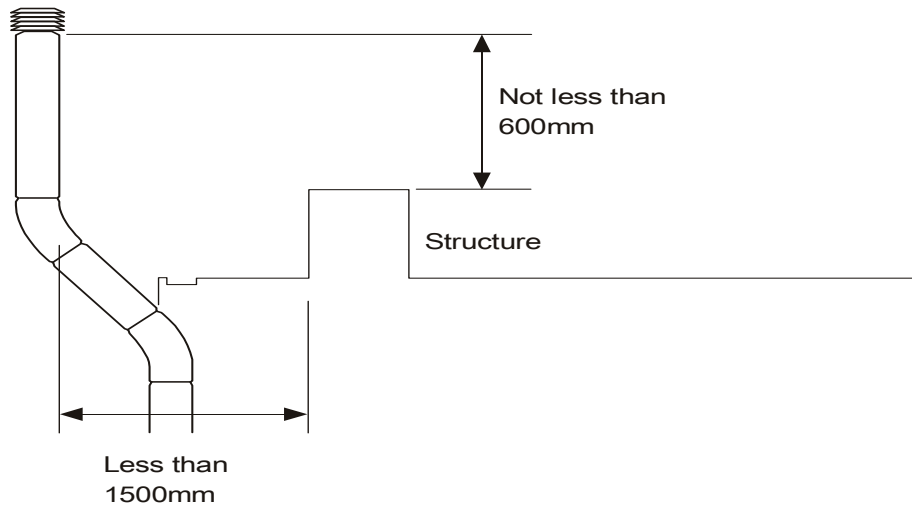 Not less than
600mm
Structure
Less than
1500mm